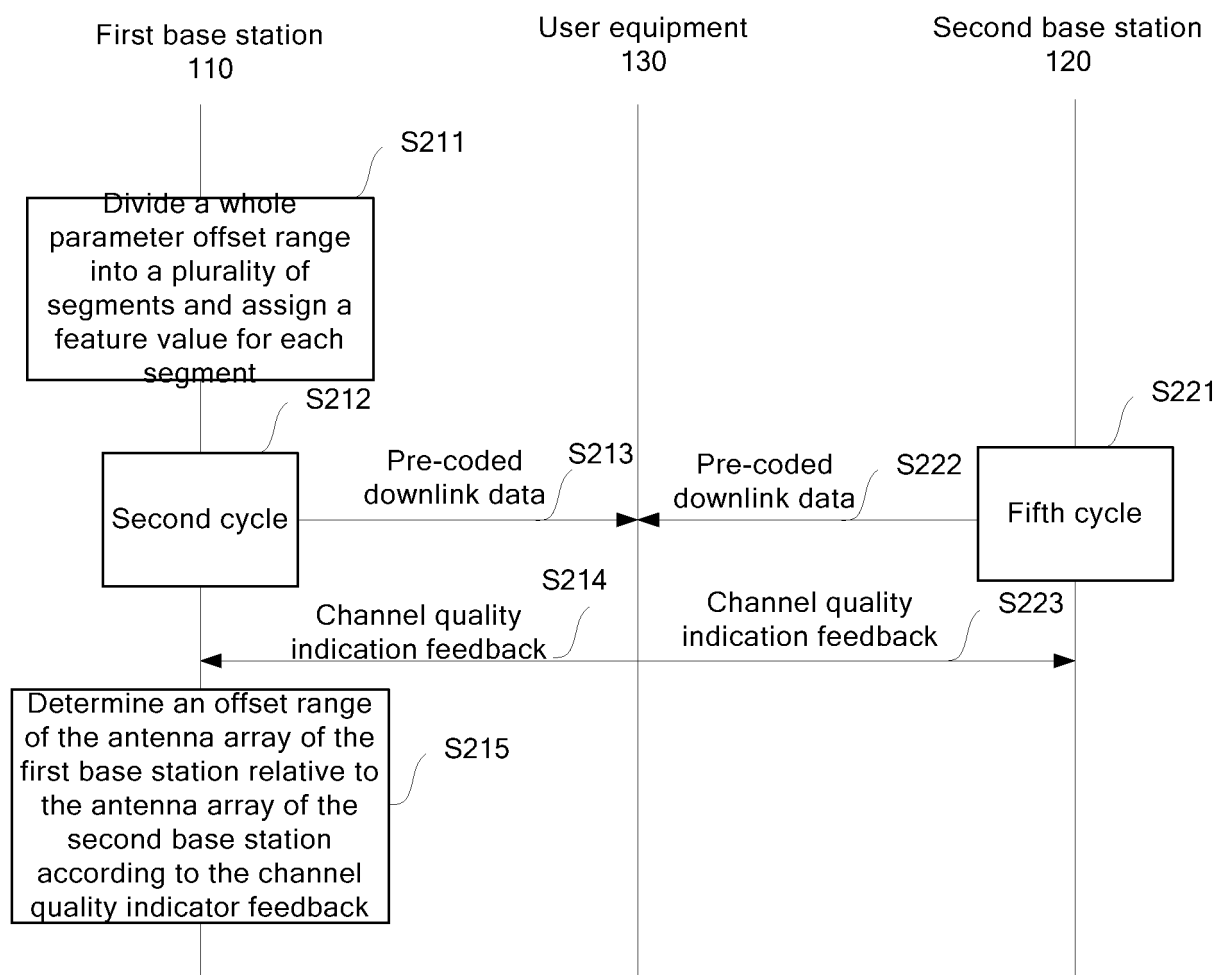 First base station
110
User equipment
130
Second base station
120
S211
Divide a whole
parameter offset range
into a plurality of
segments and assign a
feature value for each
segment
S212
S221
Second cycle
Pre-coded
downlink data
S213
Pre-coded
downlink data
S222
Fifth cycle
S214
Channel quality
indication feedback
Channel quality
indication feedback
S223
Determine an offset range
of the antenna array of the
first base station relative to
the antenna array of the
second base station
according to the channel
quality indicator feedback
S215